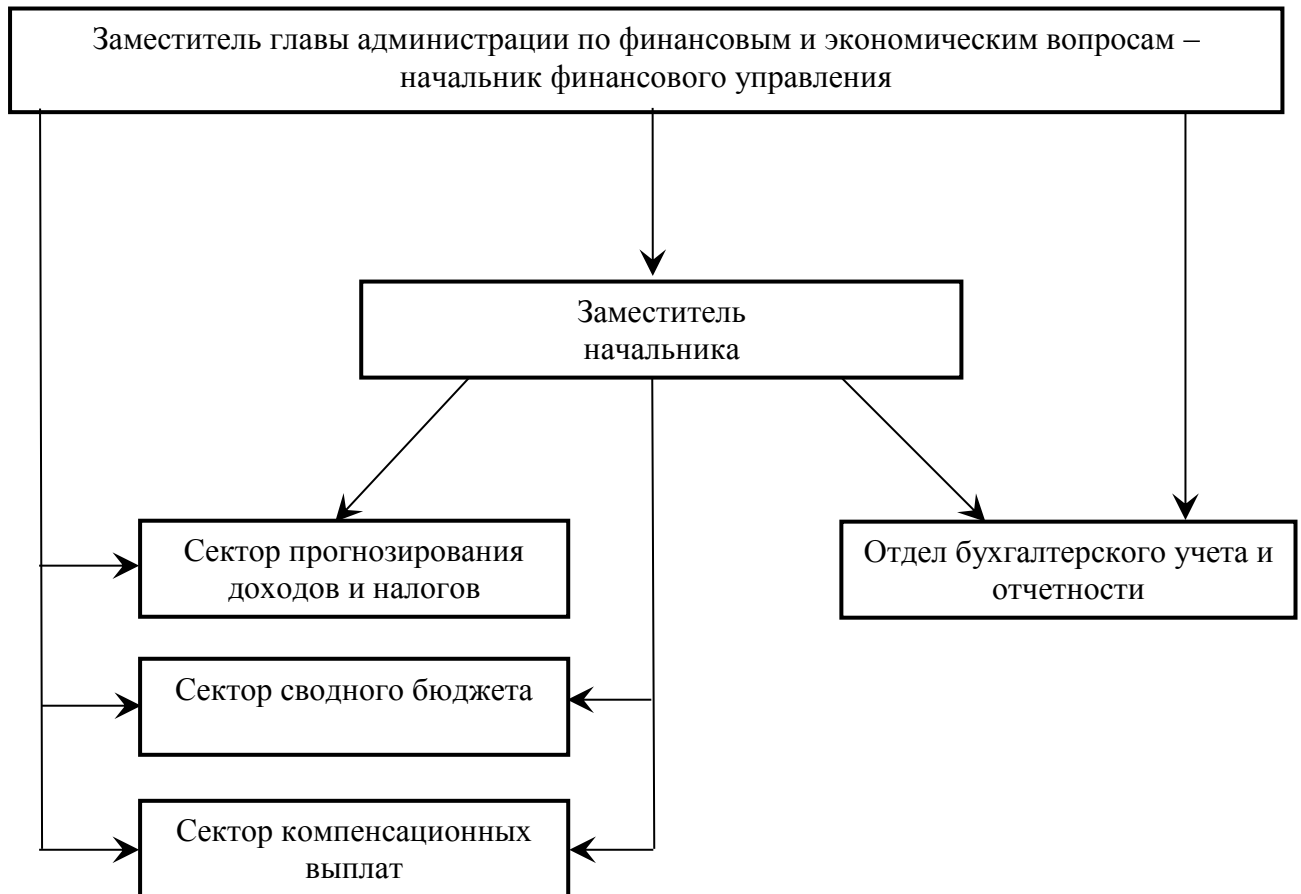 Заместитель главы администрации по финансовым и экономическим вопросам –
начальник финансового управления
Заместитель
начальника
Сектор прогнозирования
доходов и налогов
Отдел бухгалтерского учета и
отчетности
Сектор сводного бюджета
Сектор компенсационных
выплат